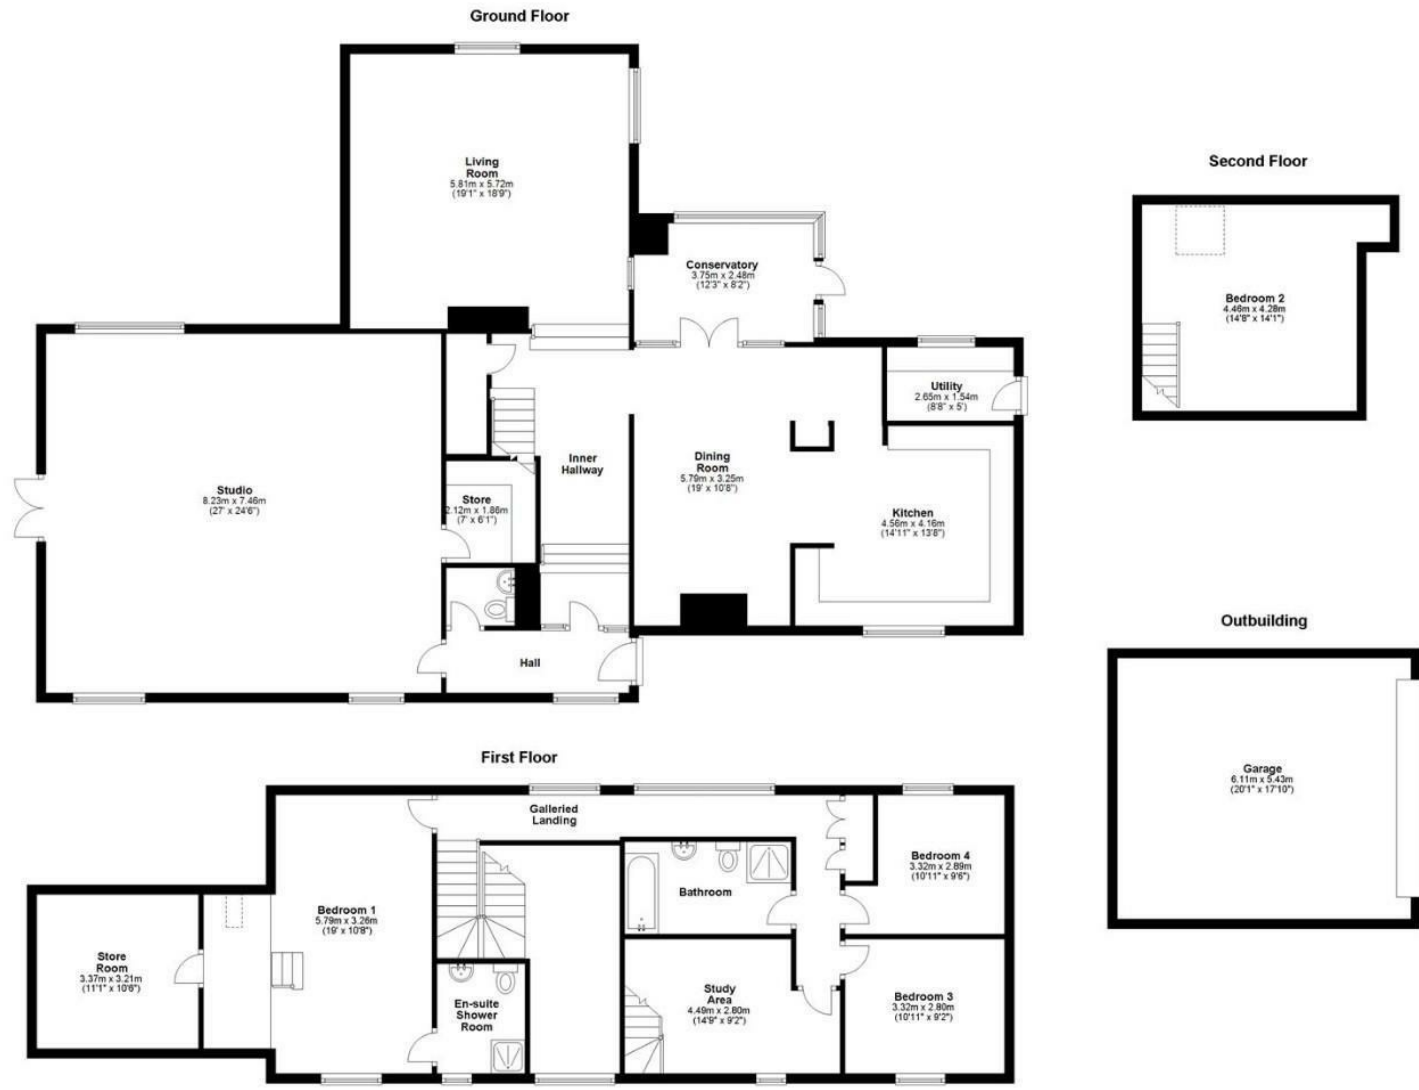 Ground Floor
Living
Room
5.81m x 5.72m
(19'1" x 18'9")
Conservatory
3.75m x 2.48m
(12'3" x 8'2")
Utility
2.65m x 1.54m
(8'8" x 5')
Studio
8.23m x 7.46m
(27' x 24'6")
Inner
Hallway
Store
2.12m x 1.86m
(7' x 6'1")
Dining
Room
5.79m x 3.25m
(19' x 10'8")
Kitchen
4.56m x 4.16m
(14'11" x 13'8")
Hall
Second Floor
Bedroom 2
4.46m x 4.28m
(14'8" x 14'1")
Outbuilding
Garage
6.11m x 5.43m
(20'1" x 17'10")
First Floor
Galleried
Landing
Bedroom 1
5.79m x 3.26m
(19' x 10'8")
Store
Room
3.37m x 3.21m
(11'1" x 10'6")
En-suite
Shower
Room
Bathroom
Study
Area
4.49m x 2.80m
(14'9" x 9'2")
Bedroom 4
3.32m x 2.89m
(10'11" x 9'6")
Bedroom 3
3.32m x 2.80m
(10'11" x 9'2")